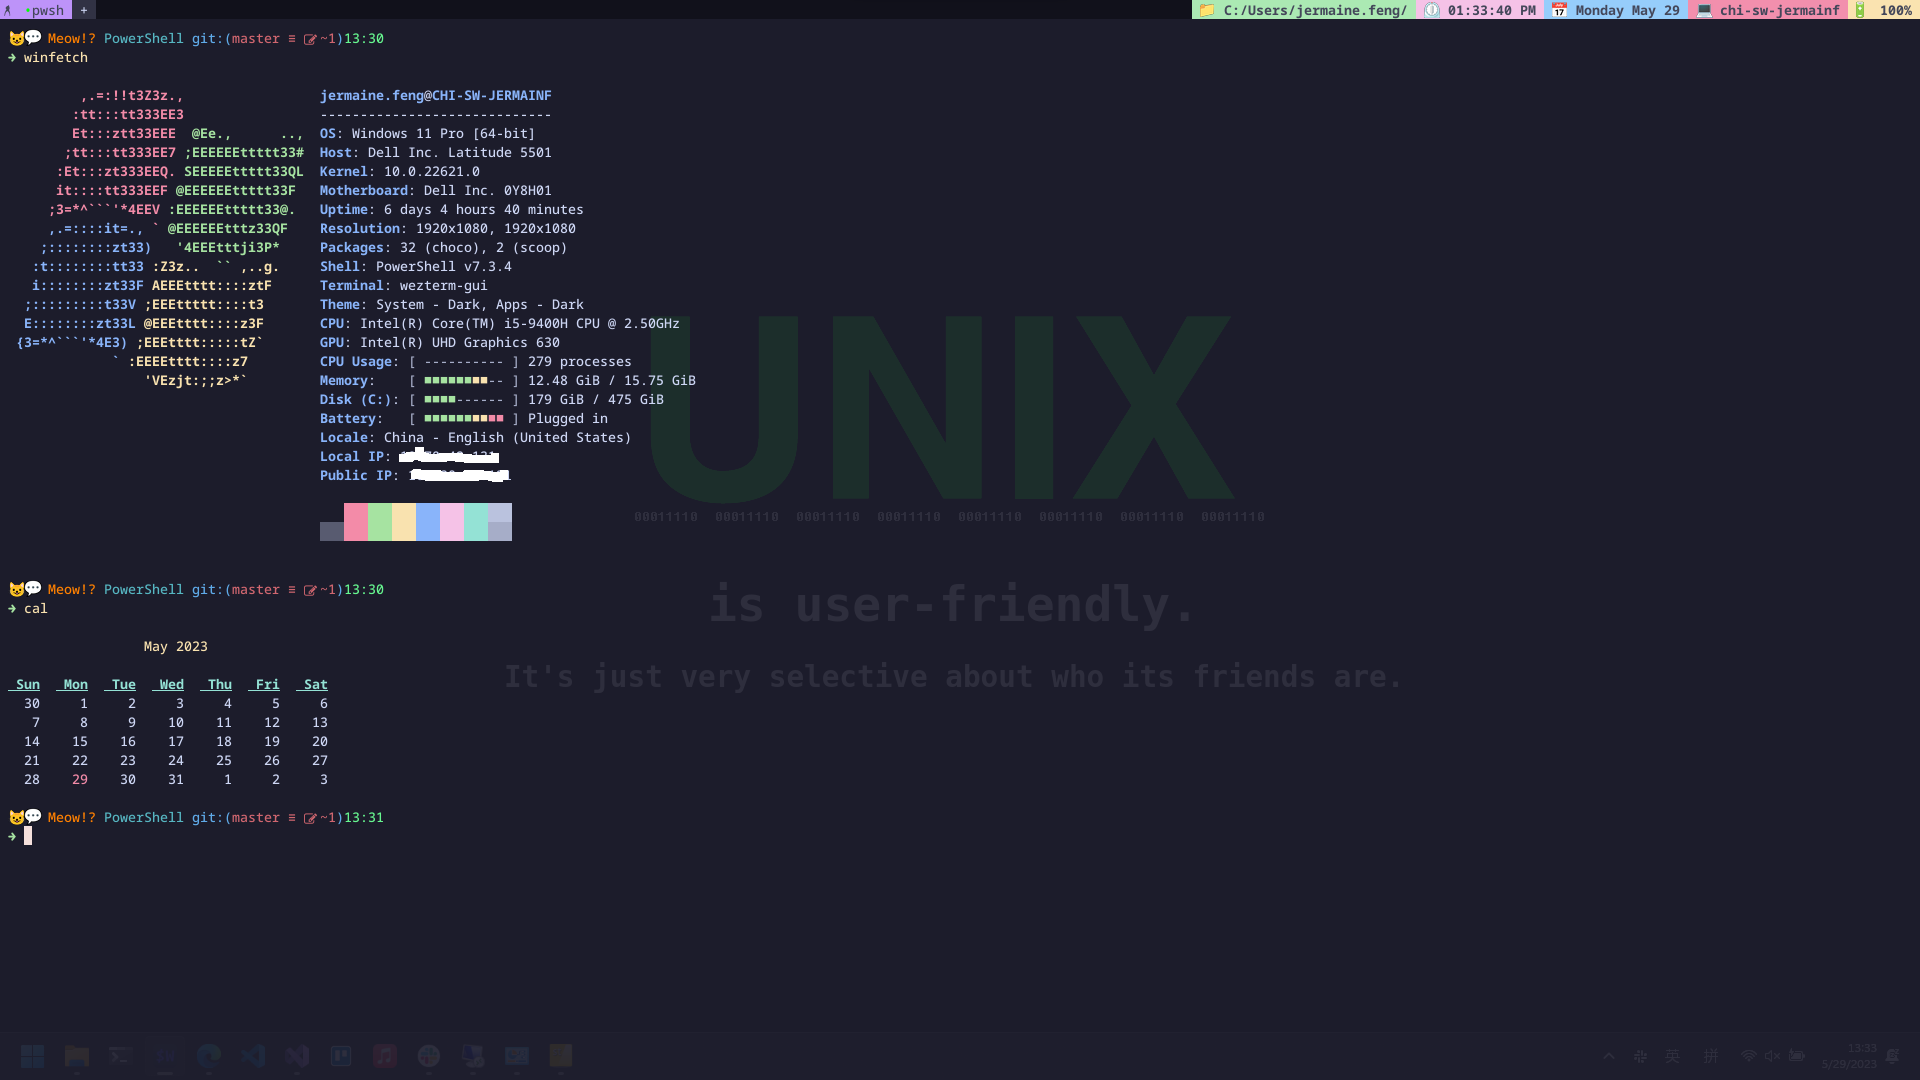 pwsh +
C:/Users/jermaine.feng/ 01:33:40 PM Monday May 29 chi-sw-jermainf 100%
Meow!? PowerShell git:(master ≡ ~1)13:30
➜ winfetch
,.=:!!t3Z3z., jermaine.feng@CHI-SW-JERMAINF
:tt:::tt333EE3 -----------------------------
Et:::ztt33EEE @Ee., .., OS: Windows 11 Pro [64-bit]
;tt:::tt333EE7 ;EEEEEEttttt33# Host: Dell Inc. Latitude 5501
:Et:::zt333EEQ. SEEEEEttttt33QL Kernel: 10.0.22621.0
it::::tt333EEF @EEEEEEttttt33F Motherboard: Dell Inc. 0Y8H01
;3=*^```'*4EEV :EEEEEEttttt33@. Uptime: 6 days 4 hours 40 minutes
,.=::::it=., ` @EEEEEEtttz33QF Resolution: 1920x1080, 1920x1080
;::::::::zt33) '4EEEtttji3P* Packages: 32 (choco), 2 (scoop)
:t::::::::tt33 :Z3z.. `` ,..g. Shell: PowerShell v7.3.4
i::::::::zt33F AEEEtttt::::ztF Terminal: wezterm-gui
;:::::::::t33V ;EEEttttt::::t3 Theme: System - Dark, Apps - Dark
E::::::::zt33L @EEEtttt::::z3F CPU: Intel(R) Core(TM) i5-9400H CPU @ 2.50GHz
{3=*^```'*4E3) ;EEEtttt:::::tZ` GPU: Intel(R) UHD Graphics 630
` :EEEEtttt::::z7 CPU Usage: [ ---------- ] 279 processes
'VEzjt:;;z>*` Memory: [ ■■■■■■■■-- ] 12.48 GiB / 15.75 GiB
Disk (C:): [ ■■■■------ ] 179 GiB / 475 GiB
Battery: [ ■■■■■■■■■■ ] Plugged in
Locale: China - English (United States)
Local IP:
Public IP:
UNIX
00011110 00011110 00011110 00011110 00011110 00011110 00011110 00011110
is user-friendly.
It's just very selective about who its friends are.
Meow!? PowerShell git:(master ≡ ~1)13:30
➜ cal
May 2023
Sun Mon Tue Wed Thu Fri Sat
30 1 2 3 4 5 6
7 8 9 10 11 12 13
14 15 16 17 18 19 20
21 22 23 24 25 26 27
28 29 30 31 1 2 3
Meow!? PowerShell git:(master ≡ ~1)13:31
➜
英 拼 13:33
5/29/2023